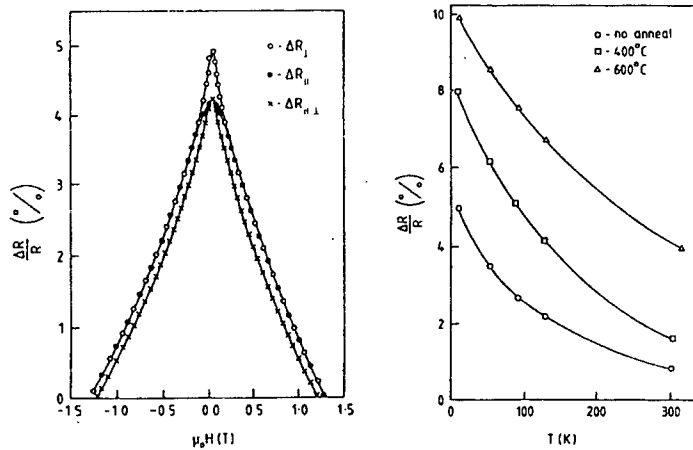 5
○ - ΔR⊥
● - ΔR||
× - ΔR|| ⊥
4
3
ΔR/R (%)
2
1
0
-1·5 -1·0 -0·5 0·0 0·5 1·0 1·5
μ₀H(T)
10
○ - no anneal
□ - 400°C
△ - 600°C
8
6
ΔR/R (%)
4
2
0
0 100 200 300
T(K)